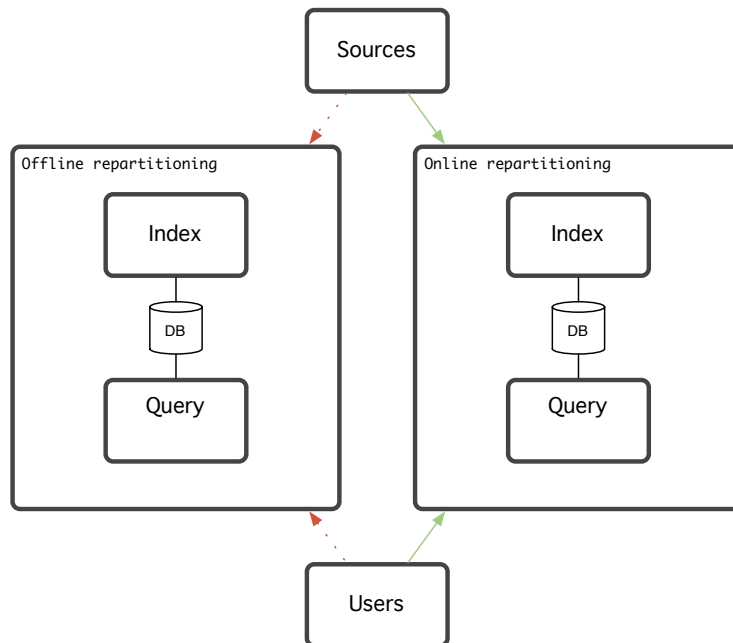 Sources
Offline repartitioning
Online repartitioning
Index
Index
DB
DB
Query
Query
Users